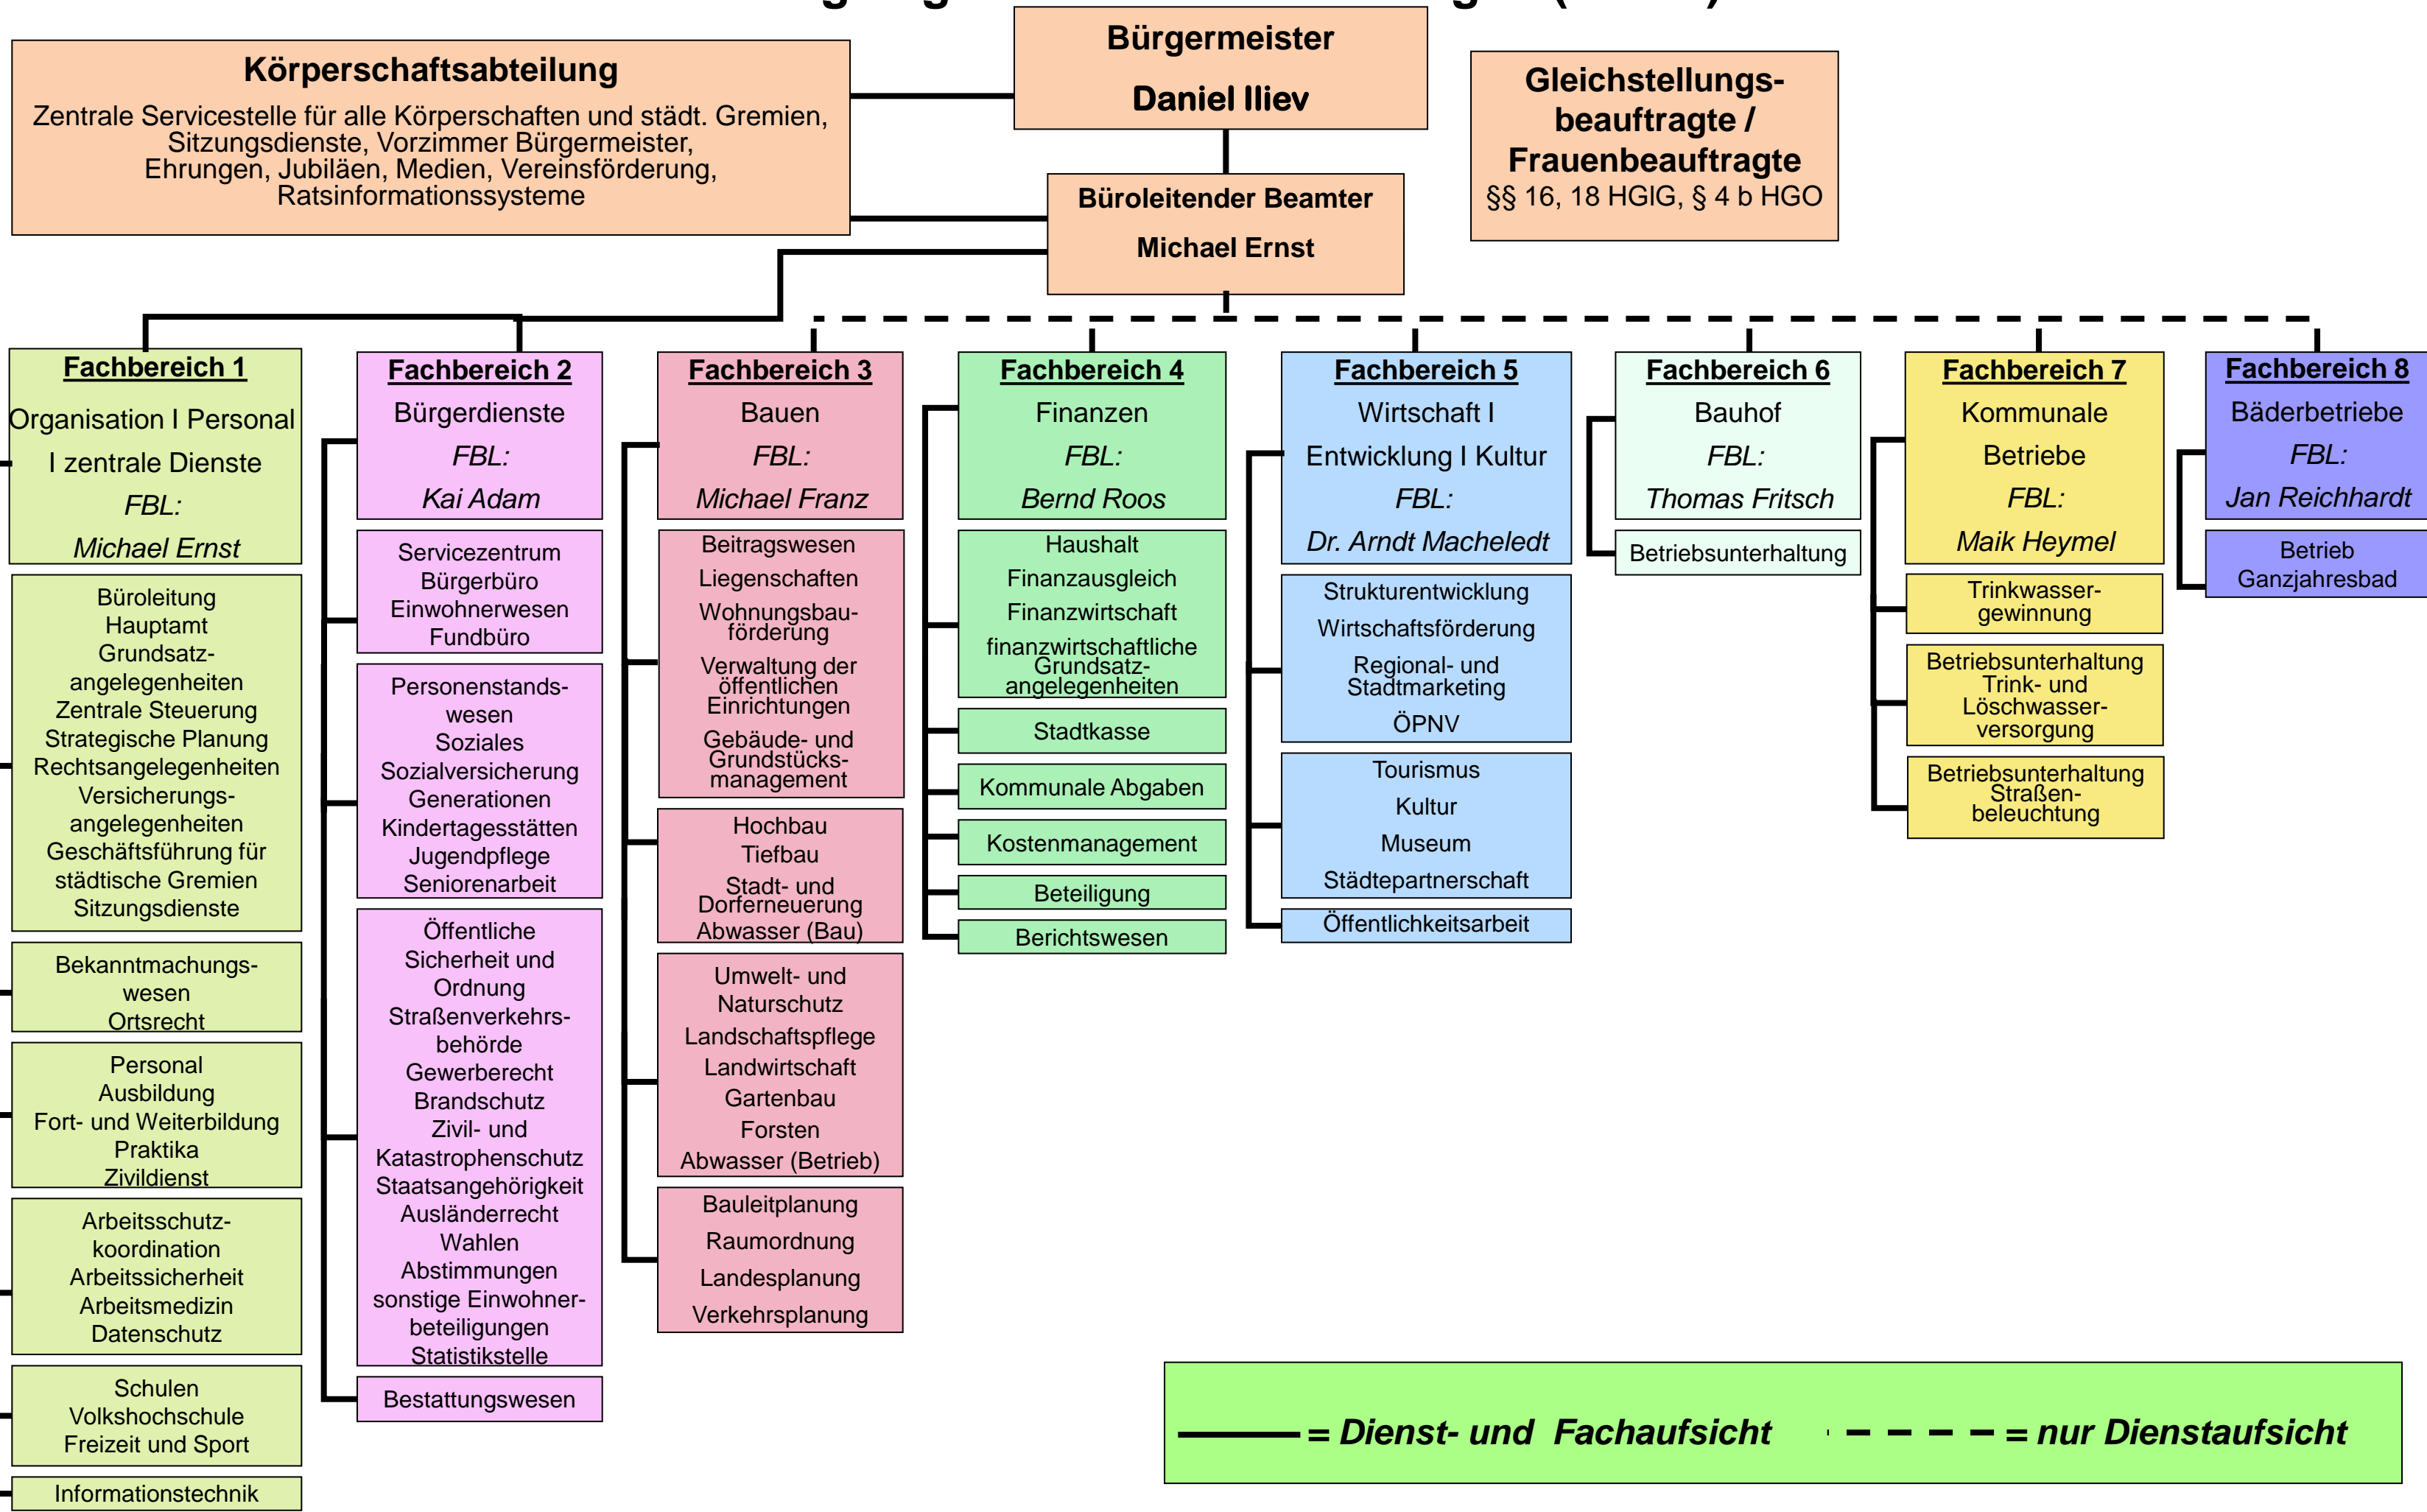 Bürgermeister
Daniel Iliev
Körperschaftsabteilung
Zentrale Servicestelle für alle Körperschaften und städt. Gremien,
Sitzungsdienste, Vorzimmer Bürgermeister,
Ehrungen, Jubiläen, Medien, Vereinsförderung,
Ratsinformationssysteme
Gleichstellungs-
beauftragte /
Frauenbeauftragte
§§ 16, 18 HGlG, § 4 b HGO
Büroleitender Beamter
Michael Ernst
Fachbereich 1
Organisation I Personal
I zentrale Dienste
FBL:
Michael Ernst
Büroleitung
Hauptamt
Grundsatz-
angelegenheiten
Zentrale Steuerung
Strategische Planung
Rechtsangelegenheiten
Versicherungs-
angelegenheiten
Geschäftsführung für
städtische Gremien
Sitzungsdienste
Bekanntmachungs-
wesen
Ortsrecht
Personal
Ausbildung
Fort- und Weiterbildung
Praktika
Zivildienst
Arbeitsschutz-
koordination
Arbeitssicherheit
Arbeitsmedizin
Datenschutz
Schulen
Volkshochschule
Freizeit und Sport
Informationstechnik
Fachbereich 2
Bürgerdienste
FBL:
Kai Adam
Servicezentrum
Bürgerbüro
Einwohnerwesen
Fundbüro
Personenstands-
wesen
Soziales
Sozialversicherung
Generationen
Kindertagesstätten
Jugendpflege
Seniorenarbeit
Öffentliche
Sicherheit und
Ordnung
Straßenverkehrs-
behörde
Gewerberecht
Brandschutz
Zivil- und
Katastrophenschutz
Staatsangehörigkeit
Ausländerrecht
Wahlen
Abstimmungen
sonstige Einwohner-
beteiligungen
Statistikstelle
Bestattungswesen
Fachbereich 3
Bauen
FBL:
Michael Franz
Beitragswesen
Liegenschaften
Wohnungsbau-
förderung
Verwaltung der
öffentlichen
Einrichtungen
Gebäude- und
Grundstücks-
management
Hochbau
Tiefbau
Stadt- und
Dorferneuerung
Abwasser (Bau)
Umwelt- und
Naturschutz
Landschaftspflege
Landwirtschaft
Gartenbau
Forsten
Abwasser (Betrieb)
Bauleitplanung
Raumordnung
Landesplanung
Verkehrsplanung
Fachbereich 4
Finanzen
FBL:
Bernd Roos
Haushalt
Finanzausgleich
Finanzwirtschaft
finanzwirtschaftliche
Grundsatz-
angelegenheiten
Stadtkasse
Kommunale Abgaben
Kostenmanagement
Beteiligung
Berichtswesen
Fachbereich 5
Wirtschaft I
Entwicklung I Kultur
FBL:
Dr. Arndt Macheledt
Strukturentwicklung
Wirtschaftsförderung
Regional- und
Stadtmarketing
ÖPNV
Tourismus
Kultur
Museum
Städtepartnerschaft
Öffentlichkeitsarbeit
Fachbereich 6
Bauhof
FBL:
Thomas Fritsch
Betriebsunterhaltung
Fachbereich 7
Kommunale
Betriebe
FBL:
Maik Heymel
Trinkwasser-
gewinnung
Betriebsunterhaltung
Trink- und
Löschwasser-
versorgung
Betriebsunterhaltung
Straßen-
beleuchtung
Fachbereich 8
Bäderbetriebe
FBL:
Jan Reichhardt
Betrieb
Ganzjahresbad
= Dienst- und Fachaufsicht
= nur Dienstaufsicht